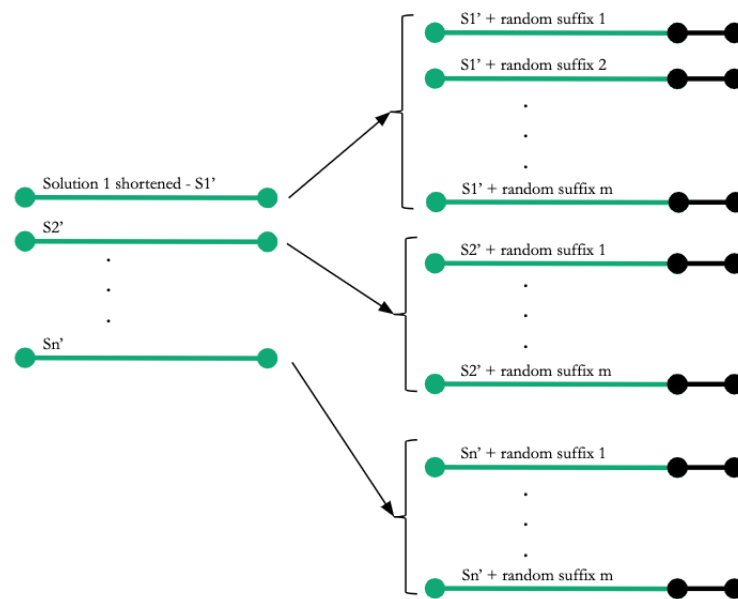 Solution 1 shortened - S1’
S2’
Sn’
S1’ + random suffix 1
S1’ + random suffix 2
S1’ + random suffix m
S2’ + random suffix 1
S2’ + random suffix m
Sn’ + random suffix 1
Sn’ + random suffix m